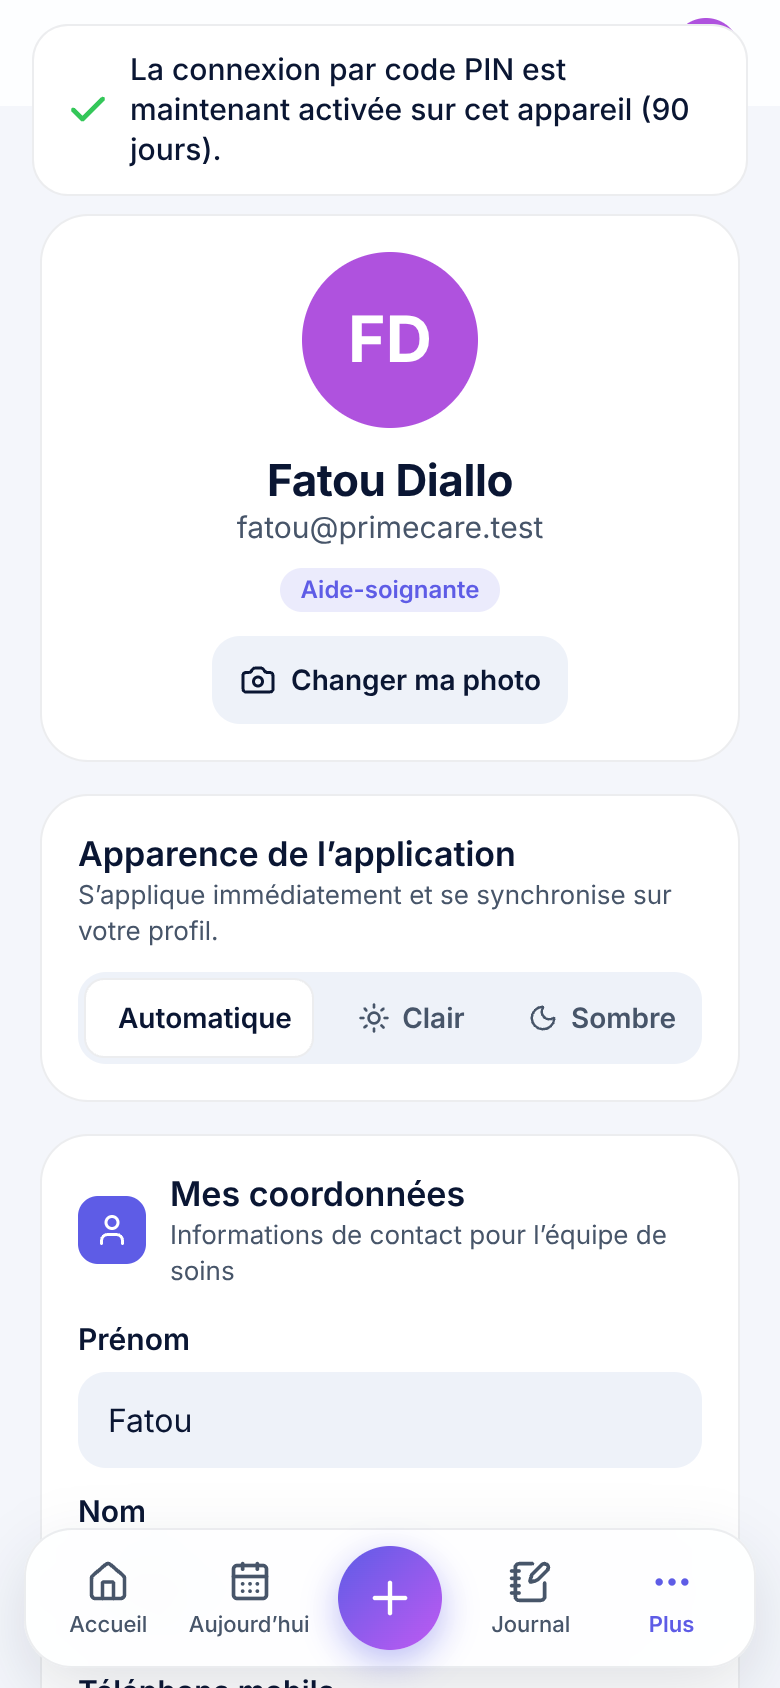 La connexion par code PIN est
maintenant activée sur cet appareil (90
jours).
FD
Fatou Diallo
fatou@primecare.test
Aide-soignante
Changer ma photo
Apparence de l’application
S’applique immédiatement et se synchronise sur
votre profil.
Automatique Clair Sombre
Mes coordonnées
Informations de contact pour l’équipe de
soins
Prénom
Fatou
Nom
Accueil Aujourd’hui Journal Plus
Téléphone mobile